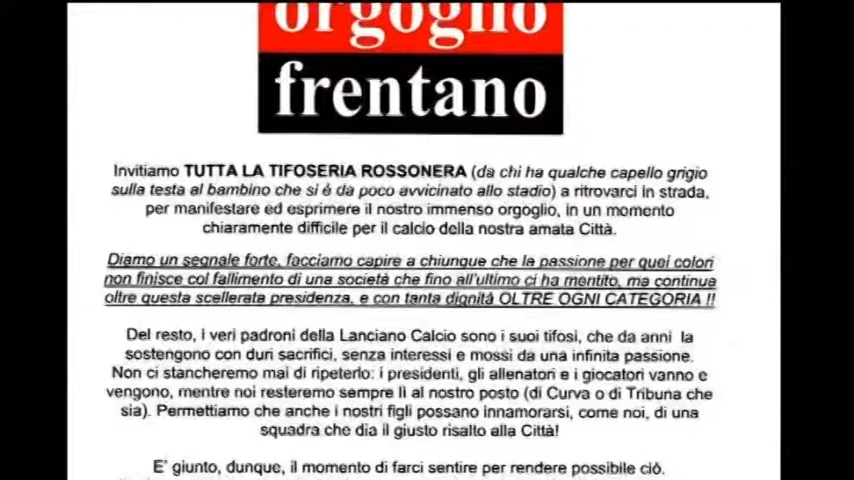 orgoglio
frentano
Invitiamo TUTTA LA TIFOSERIA ROSSONERA (da chi ha qualche capello grigio
sulla testa al bambino che si é da poco avvicinato allo stadio) a ritrovarci in strada,
per manifestare ed esprimere il nostro immenso orgoglio, in un momento
chiaramente difficile per il calcio della nostra amata Città.
Diamo un segnale forte, facciamo capire a chiunque che la passione per quei colori
non finisce col fallimento di una società che fino all'ultimo ci ha mentito, ma continua
oltre questa scellerata presidenza, e con tanta dignità OLTRE OGNI CATEGORIA !!
Del resto, i veri padroni della Lanciano Calcio sono i suoi tifosi, che da anni la
sostengono con duri sacrifici, senza interessi e mossi da una infinita passione.
Non ci stancheremo mai di ripeterlo: i presidenti, gli allenatori e i giocatori vanno e
vengono, mentre noi resteremo sempre lì al nostro posto (di Curva o di Tribuna che
sia). Permettiamo che anche i nostri figli possano innamorarsi, come noi, di una
squadra che dia il giusto risalto alla Città!
E' giunto, dunque, il momento di farci sentire per rendere possibile ciò.